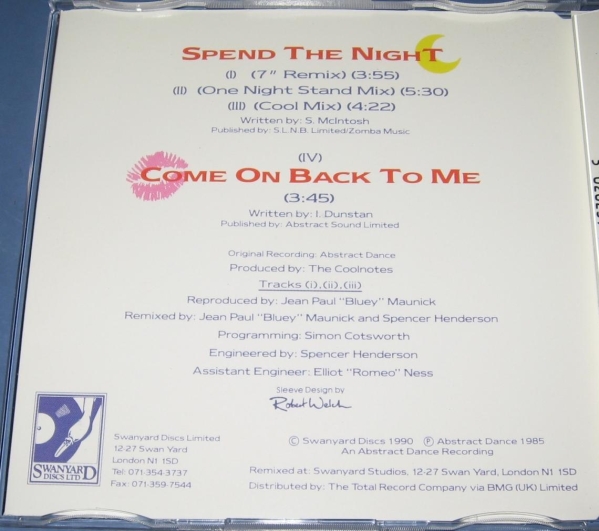 SPEND THE NIGHT
(I) (7" Remix) (3:55)
(II) (One Night Stand Mix) (5:30)
(III) (Cool Mix) (4:22)
Written by: S. McIntosh
Published by: S.L.N.B. Limited/Zomba Music
(IV)
COME ON BACK TO ME
(3:45)
Written by: I. Dunstan
Published by: Abstract Sound Limited
Original Recording: Abstract Dance
Produced by: The Coolnotes
Tracks (i),(ii),(iii)
Reproduced by: Jean Paul "Bluey" Maunick
Remixed by: Jean Paul "Bluey" Maunick and Spencer Henderson
Programming: Simon Cotsworth
Engineered by: Spencer Henderson
Assistant Engineer: Elliot "Romeo" Ness
Sleeve Design by
Robert Welch
SWANYARD
DISCS LTD
Swanyard Discs Limited
12-27 Swan Yard
London N1 1SD
Tel: 071-354-3737
Fax: 071-359-7544
© Swanyard Discs 1990 ℗ Abstract Dance 1985
An Abstract Dance Recording
Remixed at: Swanyard Studios, 12-27 Swan Yard, London N1 1SD
Distributed by: The Total Record Company via BMG (UK) Limited